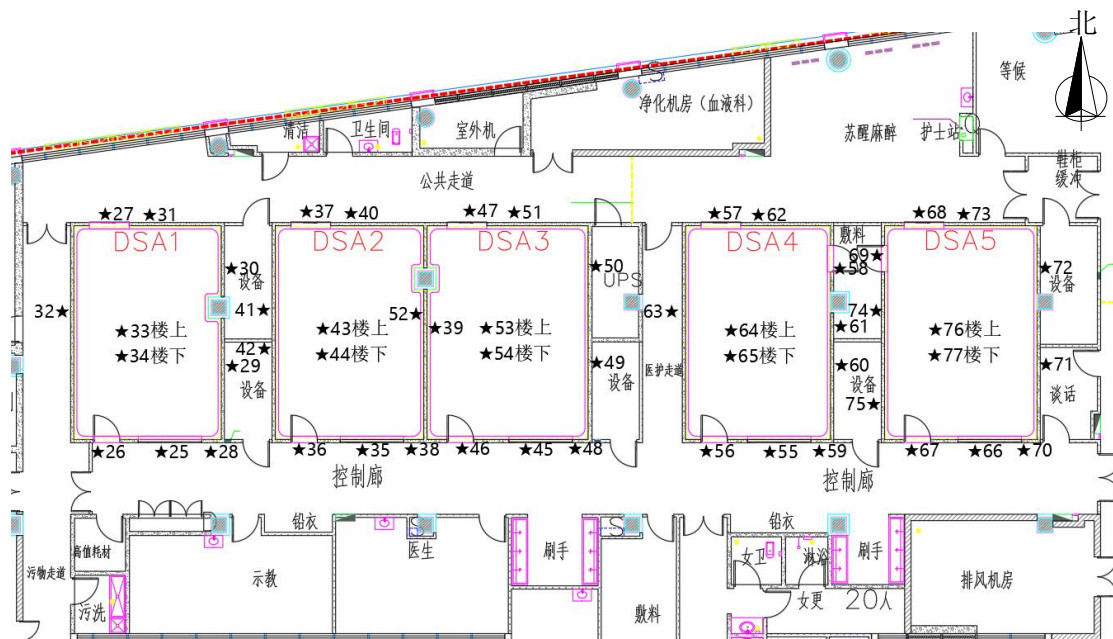 北
等候
净化机房（血液科）
清洁
卫生间
室外机
苏醒麻醉
护士站
公共走道
鞋柜
缓冲
★27 ★31
★37 ★40
★47 ★51
★57 ★62
★68 ★73
DSA1
DSA2
DSA3
DSA4
DSA5
敷料
69★
★30
设备
★50
UPS
★58
★72
设备
32★
41★
52★
★39
63★
74★
★61
★33楼上
★34楼下
★43楼上
★44楼下
★53楼上
★54楼下
★64楼上
★65楼下
★76楼上
★77楼下
42★
★29
设备
★49
设备
医护走道
★60
设备
75★
★71
谈话
★26 ★25 ★28
★36 ★35 ★38
★46 ★45 ★48
★56 ★55 ★59
★67 ★66 ★70
控制廊
控制廊
铅衣
铅衣
高值耗材
医生
刷手
女卫
淋浴
刷手
污物走道
示教
排风机房
污洗
敷料
女更
20人